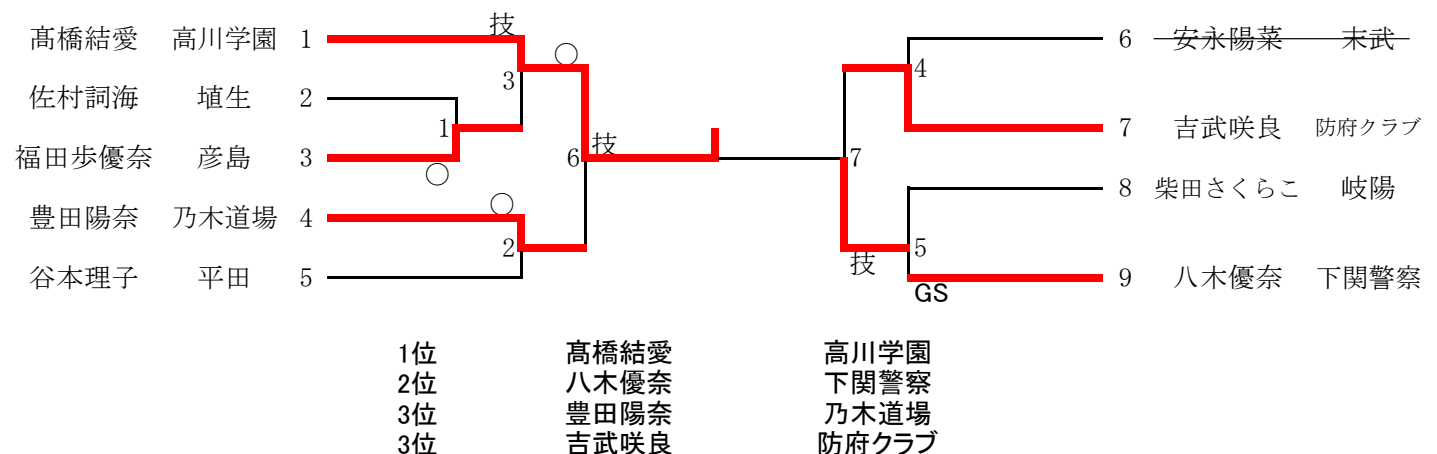 髙橋結愛 高川学園 1 技
3 ○
佐村詞海 埴生 2
1
福田歩優奈 彦島 3
○
6 技
豊田陽奈 乃木道場 4 ○
2
谷本理子 平田 5
6 安永陽菜 末武
4
7 吉武咲良 防府クラブ
7
8 柴田さくらこ 岐陽
5
技
9 八木優奈 下関警察
GS
1位 髙橋結愛 高川学園
2位 八木優奈 下関警察
3位 豊田陽奈 乃木道場
3位 吉武咲良 防府クラブ